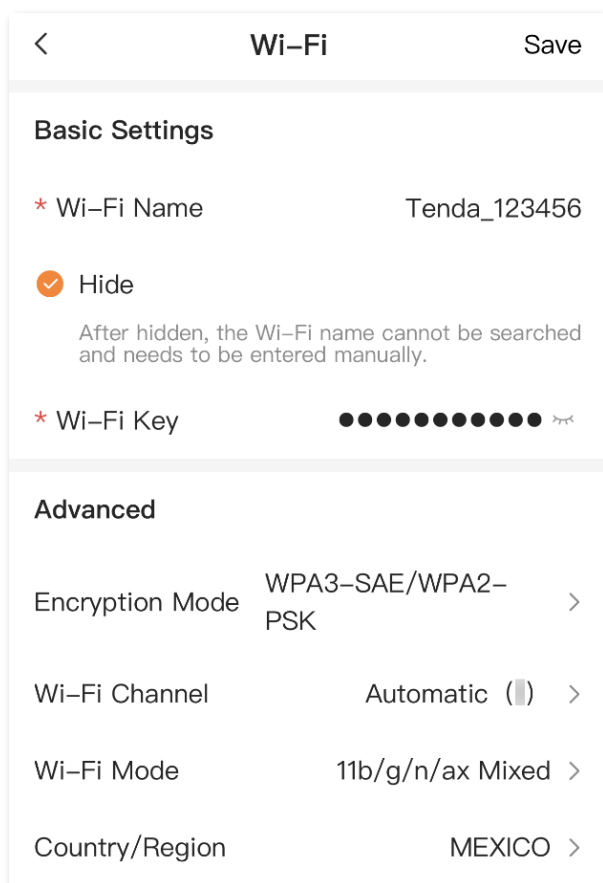 Wi–Fi
Save
Basic Settings
* Wi–Fi Name
Tenda_123456
Hide
After hidden, the Wi–Fi name cannot be searched
and needs to be entered manually.
* Wi–Fi Key
●●●●●●●●●●●
Advanced
Encryption Mode
WPA3–SAE/WPA2–
PSK
Wi–Fi Channel
Automatic ( )
Wi–Fi Mode
11b/g/n/ax Mixed
Country/Region
MEXICO